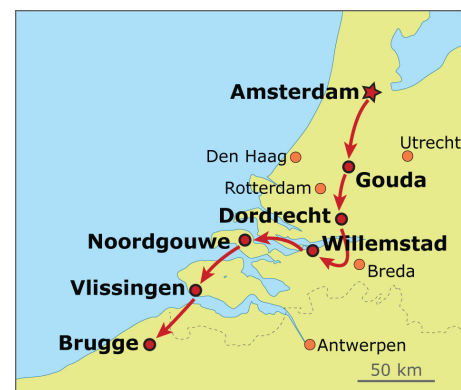 Amsterdam
Utrecht
Den Haag
Gouda
Rotterdam
Dordrecht
Noordgouwe
Willemstad
Breda
Vlissingen
Brugge
Antwerpen
50 km